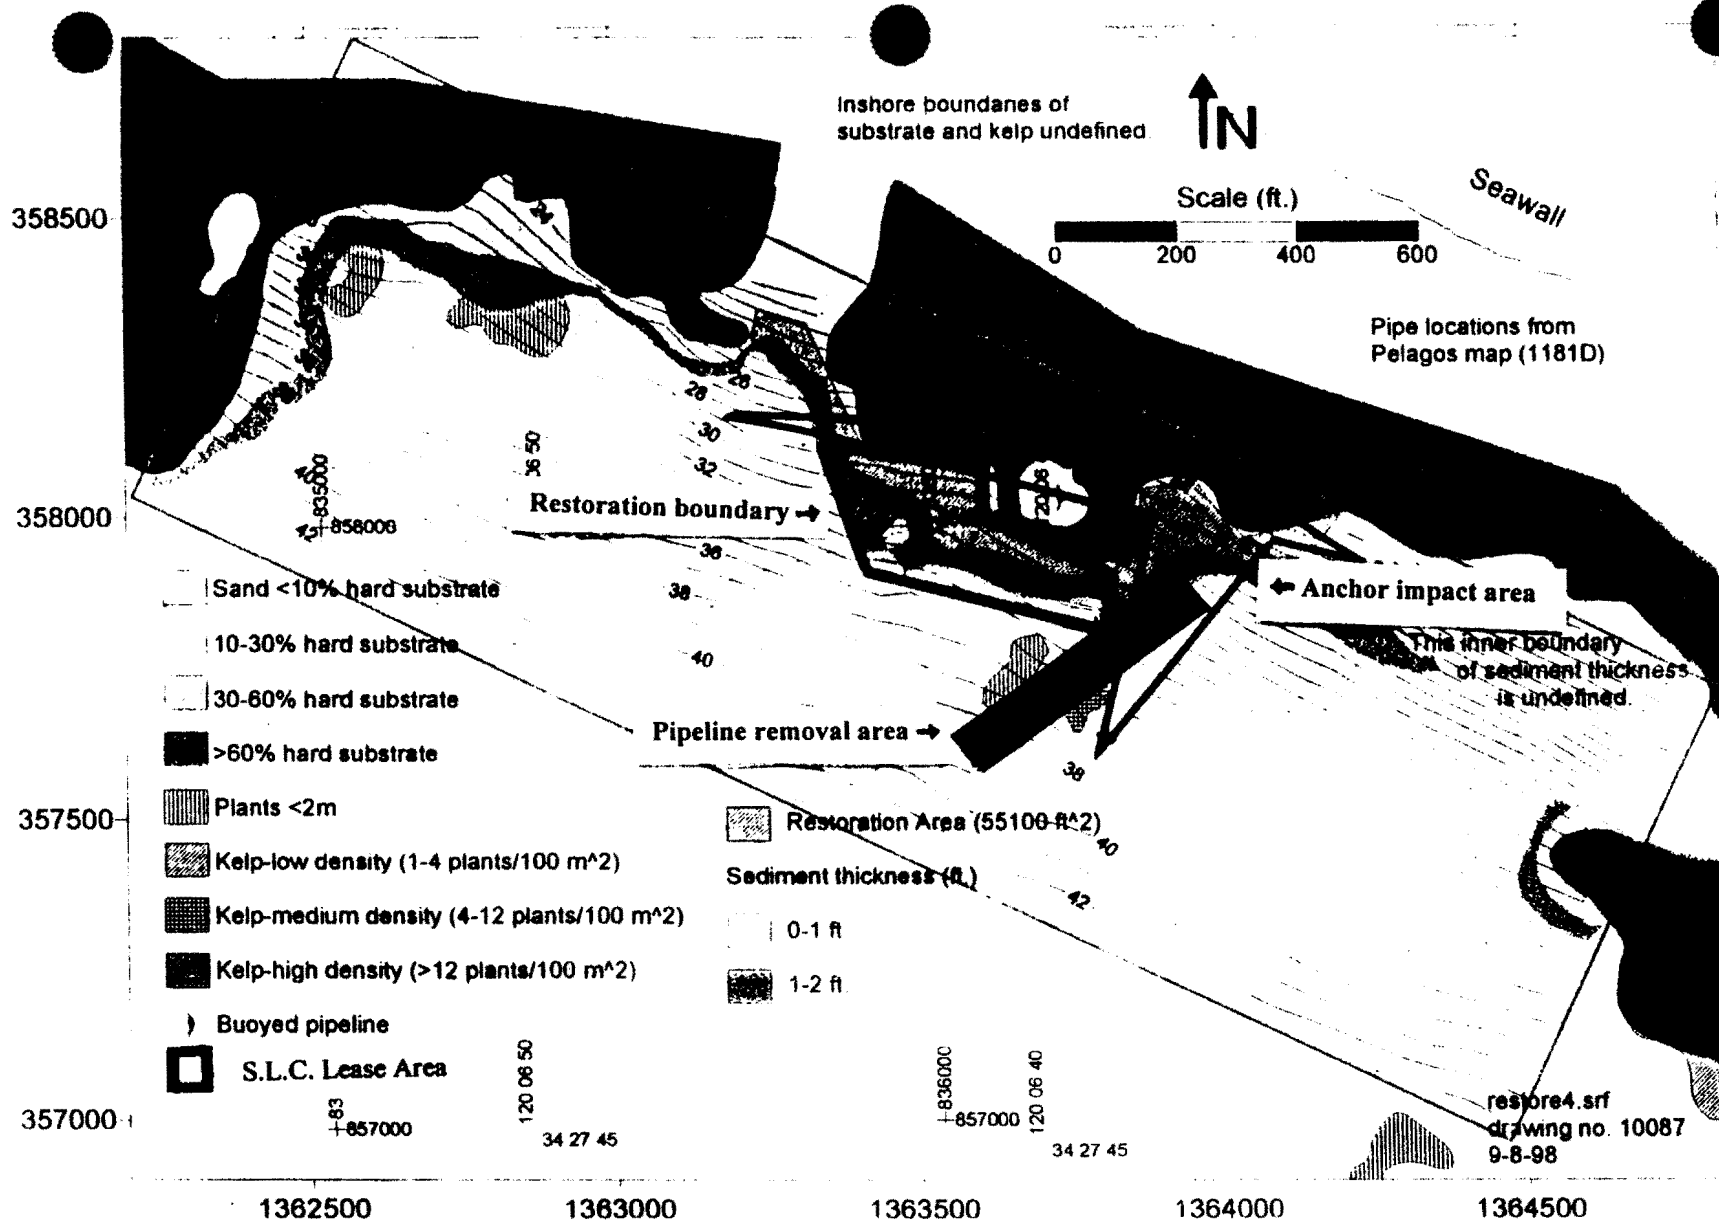 Inshore boundaries of
substrate and kelp undefined.
N
Seawall
Scale (ft.)
0 200 400 600
Pipe locations from
Pelagos map (1181D)
358500
358000
357500
357000
24
26
28
30
32
36
38
40
40
45
835000
+858000
Restoration boundary →
← Anchor impact area
This inner boundary
of sediment thickness
is undefined.
Pipeline removal area →
38
40
42
Sand <10% hard substrate
10-30% hard substrate
30-60% hard substrate
>60% hard substrate
Plants <2m
Kelp-low density (1-4 plants/100 m^2)
Kelp-medium density (4-12 plants/100 m^2)
Kelp-high density (>12 plants/100 m^2)
Buoyed pipeline
S.L.C. Lease Area
Restoration Area (55100 ft^2)
Sediment thickness (ft.)
0-1 ft
1-2 ft
+83
+857000
120 06 50
34 27 45
+836000
+857000
120 06 40
34 27 45
restore4.srf
drawing no. 10087
9-8-98
1362500 1363000 1363500 1364000 1364500